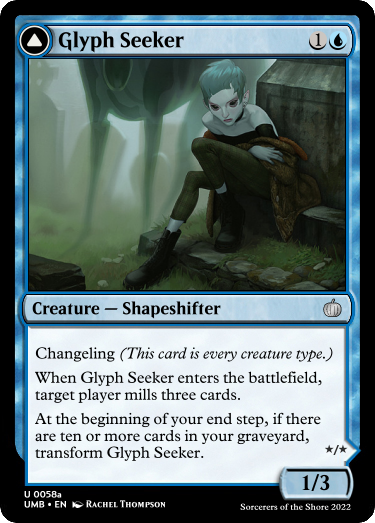 Glyph Seeker 1
Creature — Shapeshifter
Changeling (This card is every creature type.)
When Glyph Seeker enters the battlefield,
target player mills three cards.
At the beginning of your end step, if there
are ten or more cards in your graveyard,
transform Glyph Seeker.
*/*
1/3
U 0058a
UMB • EN Rachel Thompson
Sorcerers of the Shore 2022